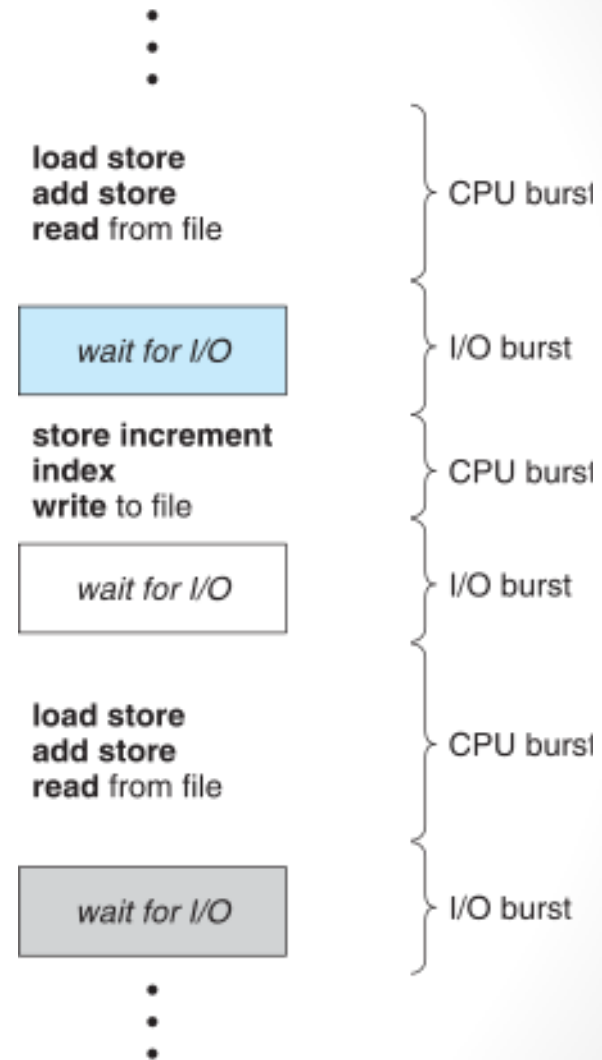 load store
add store
read from file
CPU burst
wait for I/O
I/O burst
store increment
index
write to file
CPU burst
wait for I/O
I/O burst
load store
add store
read from file
CPU burst
wait for I/O
I/O burst